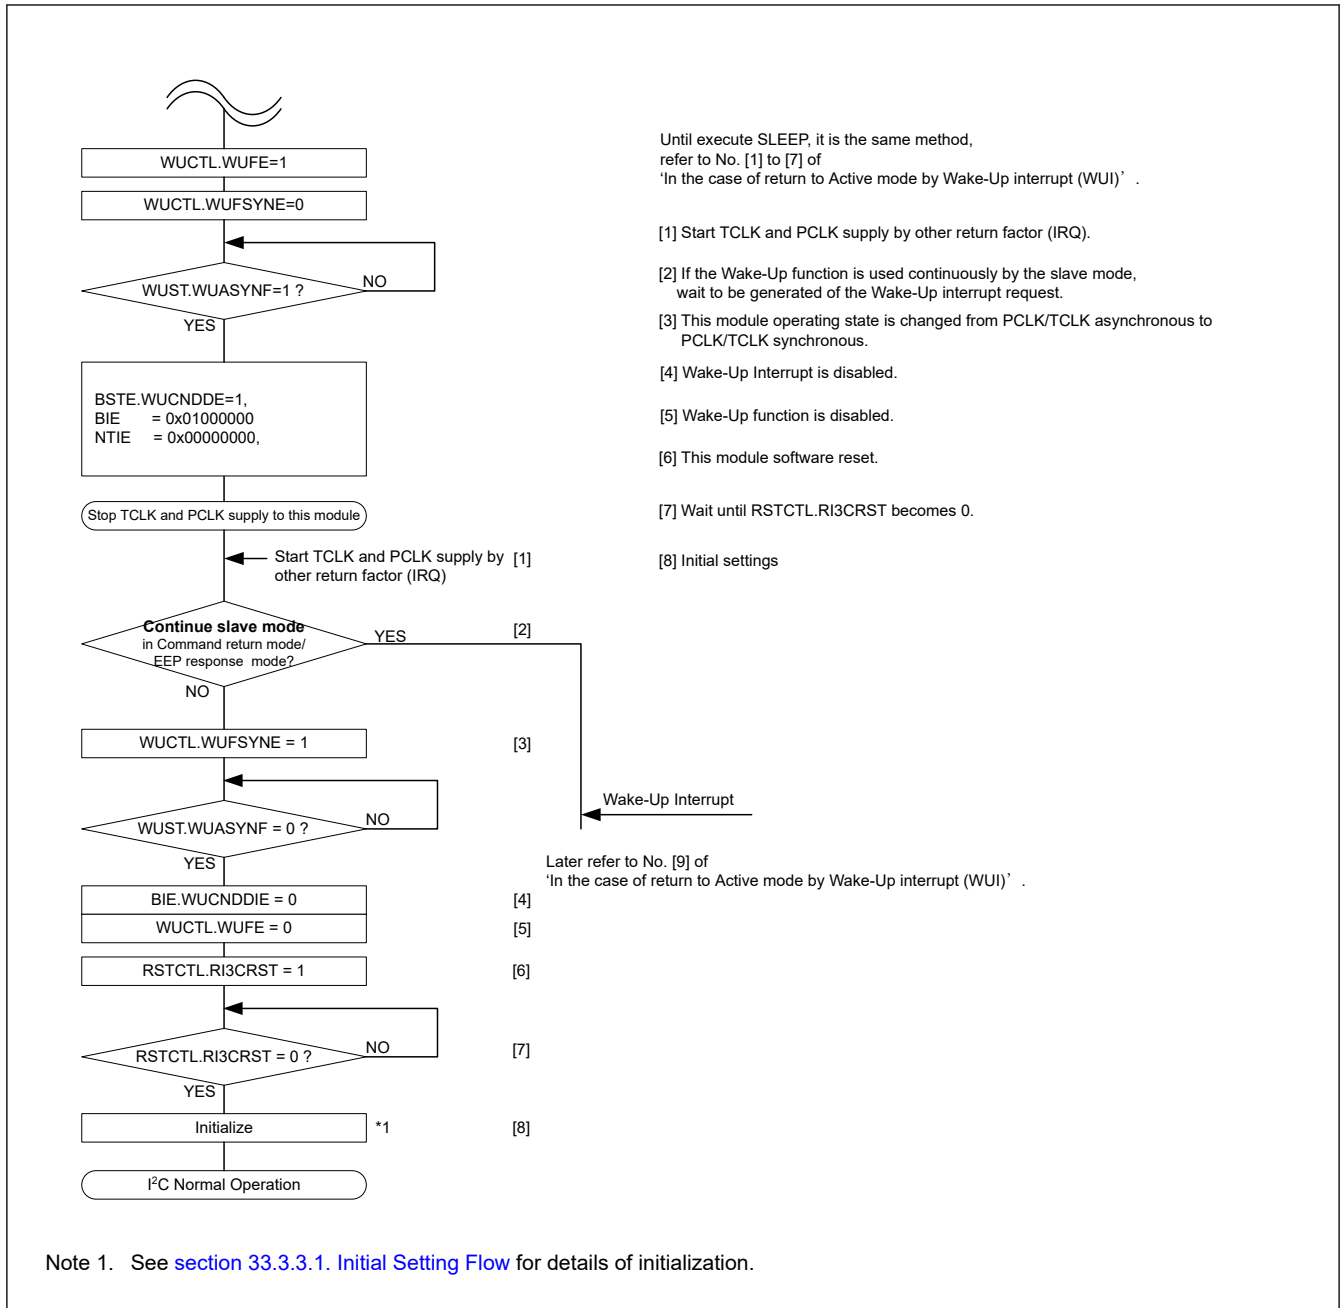 WUCTL.WUFE=1
WUCTL.WUFSYNE=0
WUST.WUASYNF=1 ?
NO
YES
BSTE.WUCNDDE=1,
BIE = 0x01000000
NTIE = 0x00000000,
Stop TCLK and PCLK supply to this module
Start TCLK and PCLK supply by [1]
other return factor (IRQ)
Continue slave mode
in Command return mode/
EEP response mode?
YES
[2]
NO
WUCTL.WUFSYNE = 1
[3]
WUST.WUASYNF = 0 ?
NO
YES
Wake-Up Interrupt
Later refer to No. [9] of
‘In the case of return to Active mode by Wake-Up interrupt (WUI)’ .
BIE.WUCNDDIE = 0
[4]
WUCTL.WUFE = 0
[5]
RSTCTL.RI3CRST = 1
[6]
RSTCTL.RI3CRST = 0 ?
NO
[7]
YES
Initialize
*1
[8]
I²C Normal Operation
Until execute SLEEP, it is the same method,
refer to No. [1] to [7] of
‘In the case of return to Active mode by Wake-Up interrupt (WUI)’ .
[1] Start TCLK and PCLK supply by other return factor (IRQ).
[2] If the Wake-Up function is used continuously by the slave mode,
wait to be generated of the Wake-Up interrupt request.
[3] This module operating state is changed from PCLK/TCLK asynchronous to
PCLK/TCLK synchronous.
[4] Wake-Up Interrupt is disabled.
[5] Wake-Up function is disabled.
[6] This module software reset.
[7] Wait until RSTCTL.RI3CRST becomes 0.
[8] Initial settings
Note 1. See section 33.3.3.1. Initial Setting Flow for details of initialization.